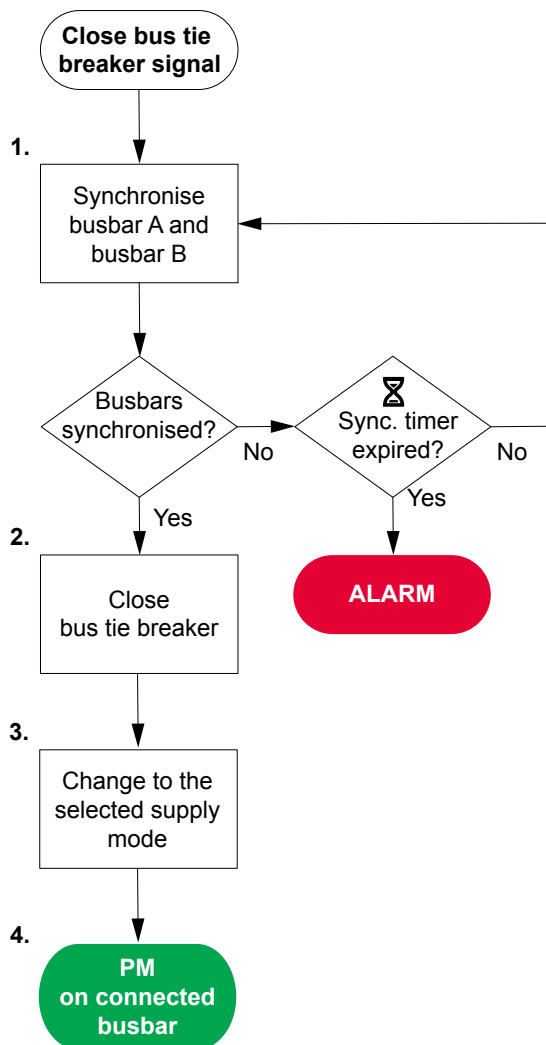 Close bus tie
breaker signal
1.
Synchronise
busbar A and
busbar B
Busbars
synchronised?
No
Sync. timer
expired?
No
Yes
Yes
ALARM
2.
Close
bus tie breaker
3.
Change to the
selected supply
mode
4.
PM
on connected
busbar